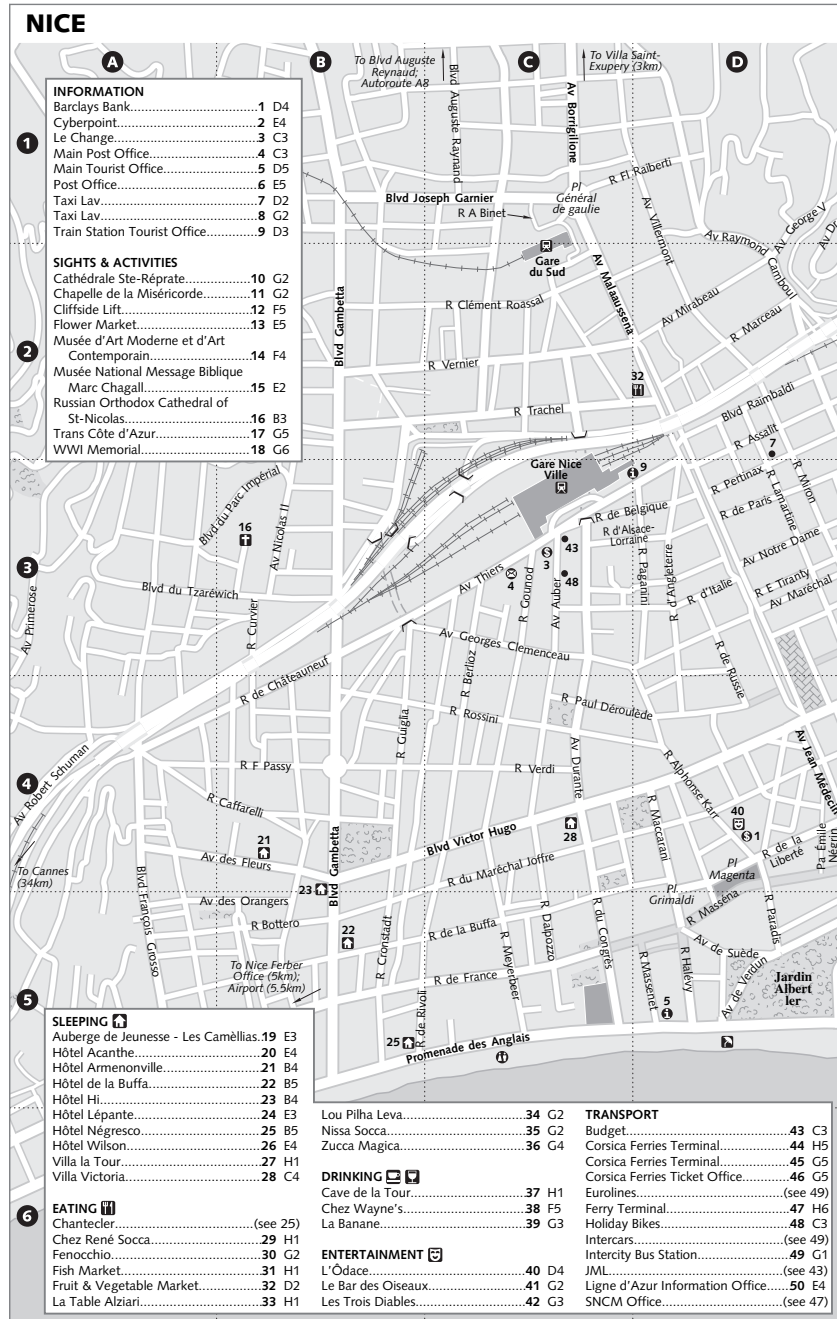 NICE
A
B
C
D
1
2
3
4
5
6
To Blvd Auguste
Reynaud;
Autoroute A8
To Villa Saint-
Exupery (3km)
INFORMATION
Barclays Bank 1 D4
Cyberpoint 2 E4
Le Change 3 C3
Main Post Office 4 C3
Main Tourist Office 5 D5
Post Office 6 E5
Taxi Lav 7 D2
Taxi Lav 8 G2
Train Station Tourist Office 9 D3
SIGHTS & ACTIVITIES
Cathédrale Ste-Réprate 10 G2
Chapelle de la Miséricorde 11 G2
Cliffside Lift 12 F5
Flower Market 13 E5
Musée d'Art Moderne et d'Art
Contemporain 14 F4
Musée National Message Biblique
Marc Chagall 15 E2
Russian Orthodox Cathedral of
St-Nicolas 16 B3
Trans Côte d'Azur 17 G5
WWI Memorial 18 G6
Blvd Auguste Raynand
Av Borrigillone
R Fl Raiberti
Blvd Joseph Garnier
Pl
Général
de gaulie
R A Binet
Av Villermont
Av George V
Av Raymond
Camboul
Gare
du Sud
Av Malaaussena
R Clément Roassal
Av Mirabeau
R Marceau
Blvd Gambetta
R Vernier
32
R Trachel
Blvd Raimbaldi
R Assalit
7
Gare Nice
Ville
9
R Pertinax
R Miron
R Lamartine
R de Paris
Blvd du Parc Impérial
Av Nicolas II
16
R de Belgique
R d'Alsace-
Lorraine
43
3
48
4
Av Thiers
R Gounod
Av Auber
R Paganini
R d'Angleterre
R d'Italie
Av Notre Dame
R E Tiranty
Av Maréchal
Av Primerose
Blvd du Tzaréwich
R Curvier
Av Georges Clemenceau
R Berlioz
R de Russie
R de Châteauneuf
R Rossini
R Paul Déroulède
R Guiglia
R F Passy
R Verdi
Av Durante
R Alphonse Karr
Av Jean Médecin
Av Robert Schuman
R Caffarelli
28
R Maccarani
40
1
R de la
Liberté
Pa Émile
Négrin
21
Av des Fleurs
Blvd Gambetta
Blvd Victor Hugo
R du Maréchal Joffre
Pl
Magenta
To Cannes
(34km)
Blvd François Grosso
23
Av des Orangers
R Bottero
22
R Cronstadt
R de la Buffa
R Meyerbeer
R Dalpozzo
R du Congrès
Pl
Grimaldi
R Masséna
R Paradis
Av de Suède
To Nice Ferber
Office (5km);
Airport (5.5km)
R de France
R de Rivoli
R Massenet
R Halévy
Av de Verdun
Jardin
Albert
Ier
5
25
Promenade des Anglais
SLEEPING
Auberge de Jeunesse - Les Camèllias.19 E3
Hôtel Acanthe 20 E4
Hôtel Armenonville 21 B4
Hôtel de la Buffa 22 B5
Hôtel Hi 23 B4
Hôtel Lépante 24 E3
Hôtel Négresco 25 B5
Hôtel Wilson 26 E4
Villa la Tour 27 H1
Villa Victoria 28 C4
EATING
Chantecler (see 25)
Chez René Socca 29 H1
Fenocchio 30 G2
Fish Market 31 H1
Fruit & Vegetable Market 32 D2
La Table Alziari 33 H1
Lou Pilha Leva 34 G2
Nissa Socca 35 G2
Zucca Magica 36 G4
DRINKING
Cave de la Tour 37 H1
Chez Wayne's 38 F5
La Banane 39 G3
ENTERTAINMENT
L'Ôdace 40 D4
Le Bar des Oiseaux 41 G2
Les Trois Diables 42 G3
TRANSPORT
Budget 43 C3
Corsica Ferries Terminal 44 H5
Corsica Ferries Terminal 45 G5
Corsica Ferries Ticket Office 46 G5
Eurolines (see 49)
Ferry Terminal 47 H6
Holiday Bikes 48 C3
Intercars (see 49)
Intercity Bus Station 49 G1
JML (see 43)
Ligne d'Azur Information Office 50 E4
SNCM Office (see 47)